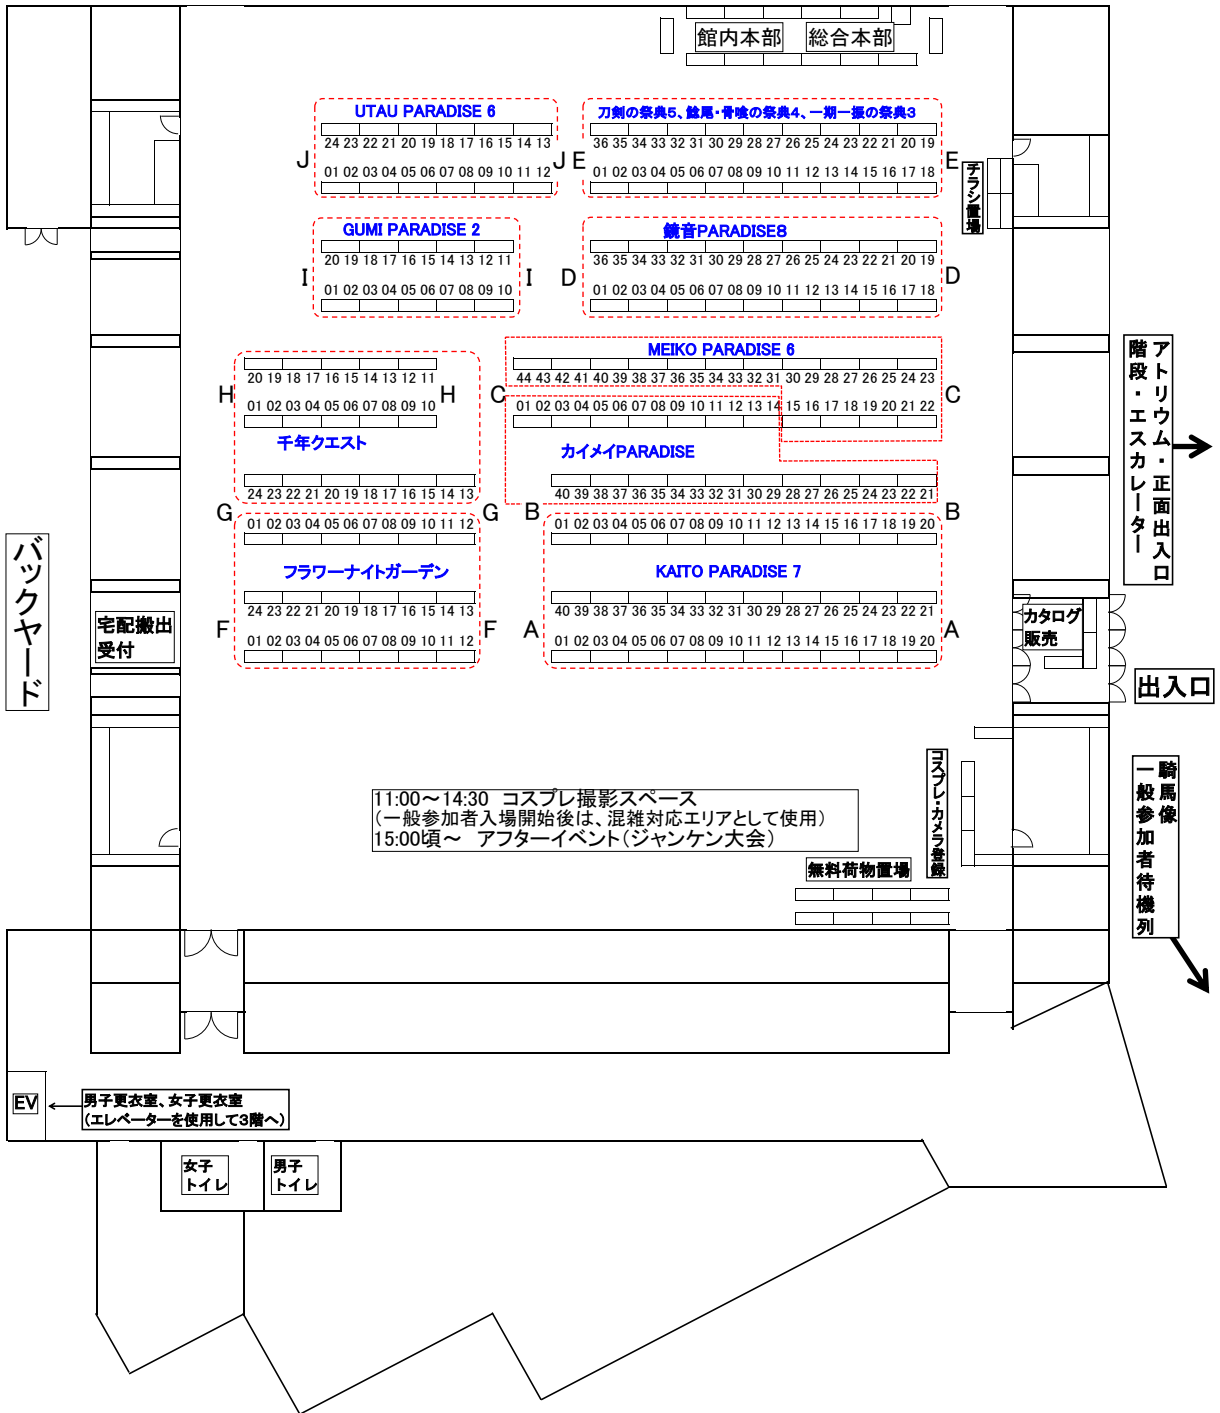 館内本部 総合本部
UTAU PARADISE 6
24 23 22 21 20 19 18 17 16 15 14 13
J J
01 02 03 04 05 06 07 08 09 10 11 12
刀剣の祭典5、鯰尾・骨喰の祭典4、一期一振の祭典3
36 35 34 33 32 31 30 29 28 27 26 25 24 23 22 21 20 19
E E
01 02 03 04 05 06 07 08 09 10 11 12 13 14 15 16 17 18
チラシ置場
GUMI PARADISE 2
20 19 18 17 16 15 14 13 12 11
I I
01 02 03 04 05 06 07 08 09 10
鏡音PARADISE8
36 35 34 33 32 31 30 29 28 27 26 25 24 23 22 21 20 19
D D
01 02 03 04 05 06 07 08 09 10 11 12 13 14 15 16 17 18
20 19 18 17 16 15 14 13 12 11
H H
01 02 03 04 05 06 07 08 09 10
千年クエスト
24 23 22 21 20 19 18 17 16 15 14 13
G G
01 02 03 04 05 06 07 08 09 10 11 12
MEIKO PARADISE 6
44 43 42 41 40 39 38 37 36 35 34 33 32 31 30 29 28 27 26 25 24 23
C C
01 02 03 04 05 06 07 08 09 10 11 12 13 14 15 16 17 18 19 20 21 22
カイメイPARADISE
40 39 38 37 36 35 34 33 32 31 30 29 28 27 26 25 24 23 22 21
B B
01 02 03 04 05 06 07 08 09 10 11 12 13 14 15 16 17 18 19 20
フラワーナイトガーデン
24 23 22 21 20 19 18 17 16 15 14 13
F F
01 02 03 04 05 06 07 08 09 10 11 12
KAITO PARADISE 7
40 39 38 37 36 35 34 33 32 31 30 29 28 27 26 25 24 23 22 21
A A
01 02 03 04 05 06 07 08 09 10 11 12 13 14 15 16 17 18 19 20
アトリウム・正面出入口
階段・エスカレーター
バックヤード
宅配搬出
受付
カタログ
販売
出入口
コスプレ・カメラ登録
騎馬像
一般参加者待機列
11:00~14:30 コスプレ撮影スペース
(一般参加者入場開始後は、混雑対応エリアとして使用)
15:00頃~ アフターイベント(ジャンケン大会)
無料荷物置場
EV
男子更衣室、女子更衣室
(エレベーターを使用して3階へ)
女子
トイレ
男子
トイレ